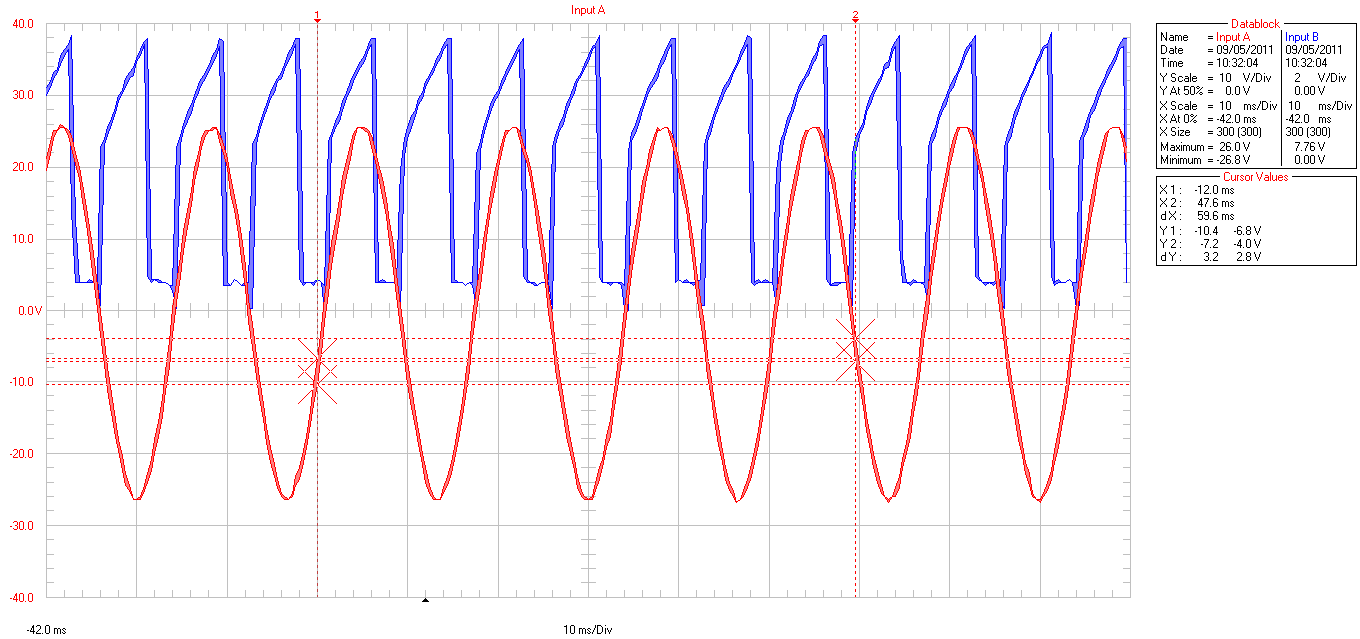 Input A
1
2
40.0
30.0
20.0
10.0
0.0V
-10.0
-20.0
-30.0
-40.0
-42.0 ms
10 ms/Div
Datablock
Name = Input A Input B
Date = 09/05/2011 09/05/2011
Time = 10:32:04 10:32:04
Y Scale = 10 V/Div 2 V/Div
Y At 50% = 0.0 V 0.00 V
X Scale = 10 ms/Div 10 ms/Div
X At 0% = -42.0 ms -42.0 ms
X Size = 300 (300) 300 (300)
Maximum = 26.0 V 7.76 V
Minimum = -26.8 V 0.00 V
Cursor Values
X 1 : -12.0 ms
X 2 : 47.6 ms
dX : 59.6 ms
Y 1 : -10.4 -6.8 V
Y 2 : -7.2 -4.0 V
dY : 3.2 2.8 V